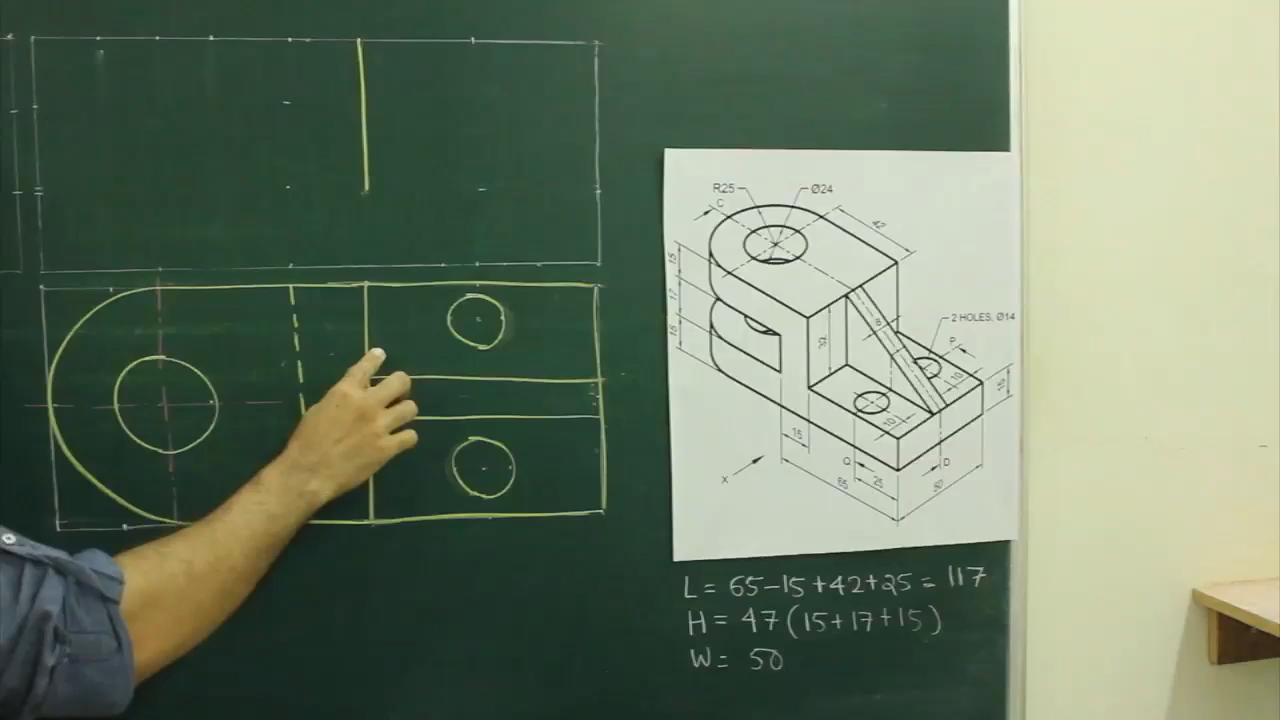 R25
Ø24
C
42
15
17
15
8
2 HOLES, Ø14
P
32
10
15
10
15
Q
D
X
65
25
50
L = 65-15+42+25 = 117
H = 47 (15+17+15)
W = 50